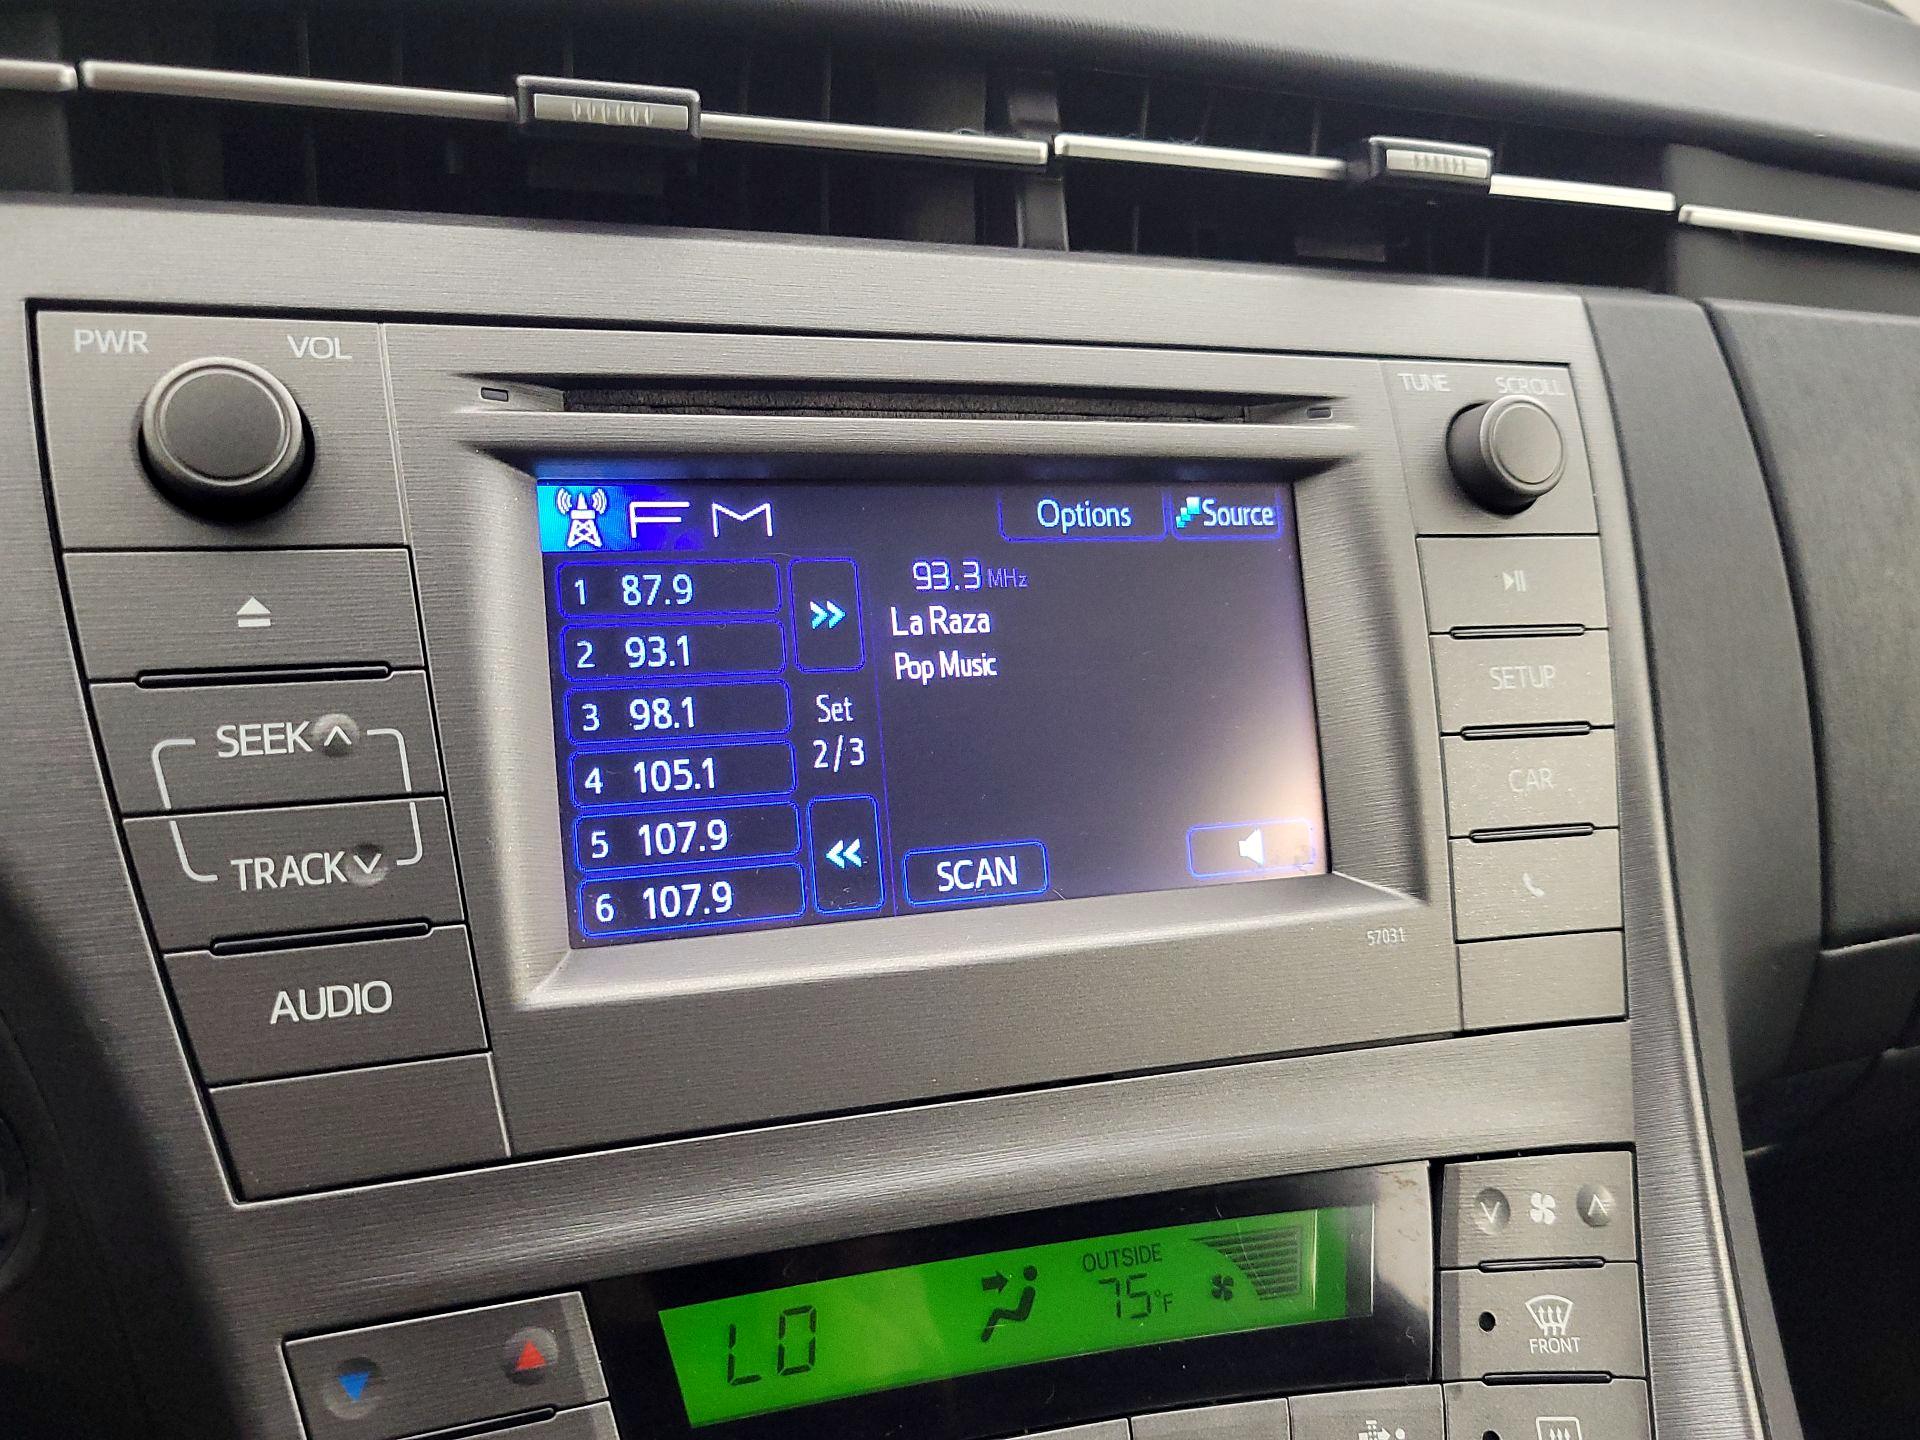 PWR VOL
TUNE SCROLL
FM
Options
Source
1 87.9
2 93.1
3 98.1
4 105.1
5 107.9
6 107.9
Set
2/3
93.3 MHz
La Raza
Pop Music
SCAN
57031
SEEK
TRACK
AUDIO
SETUP
CAR
LO
OUTSIDE
75°F
FRONT